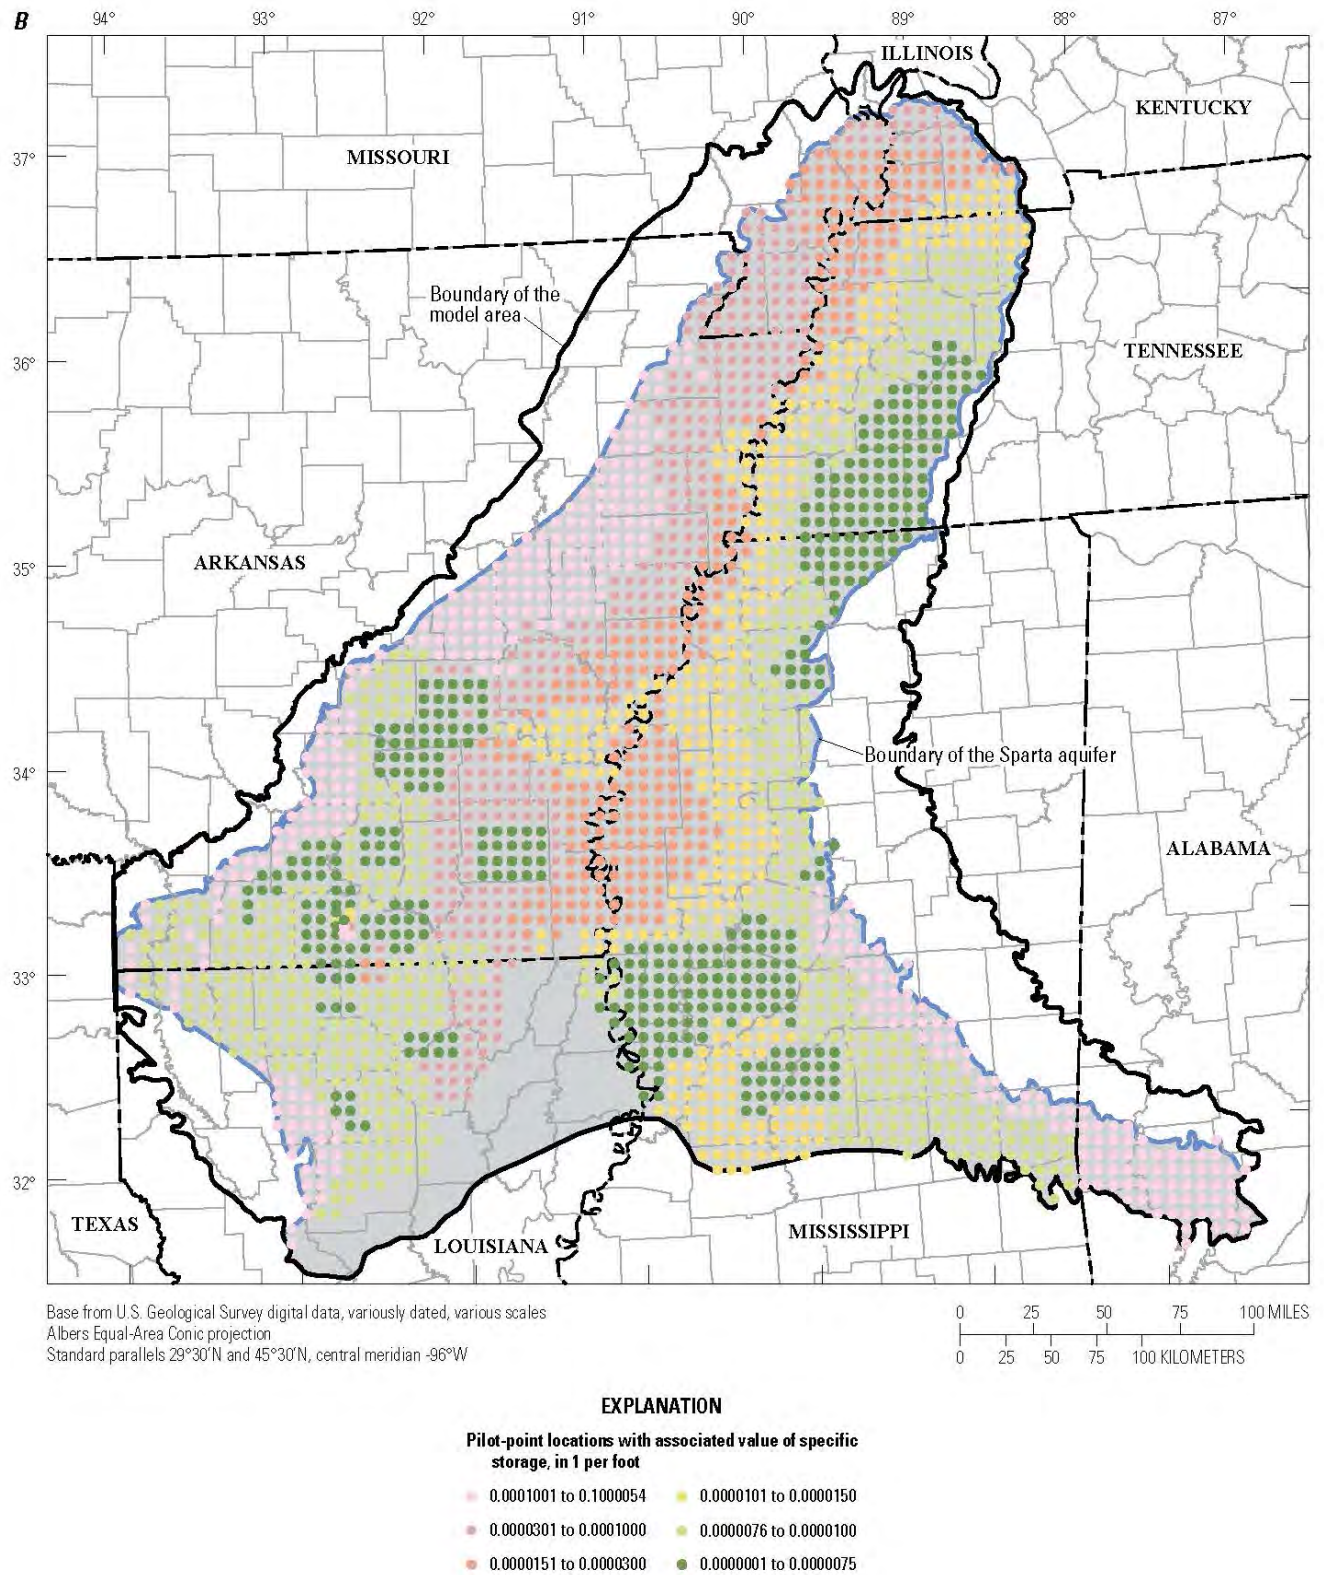 B
94° 93° 92° 91° 90° 89° 88° 87°
ILLINOIS
KENTUCKY
MISSOURI
37°
Boundary of the
model area
36°
TENNESSEE
ARKANSAS
35°
Boundary of the Sparta aquifer
34°
ALABAMA
33°
32°
TEXAS
LOUISIANA
MISSISSIPPI
Base from U.S. Geological Survey digital data, variously dated, various scales
Albers Equal-Area Conic projection
Standard parallels 29°30'N and 45°30'N, central meridian -96°W
0 25 50 75 100 MILES
0 25 50 75 100 KILOMETERS
EXPLANATION
Pilot-point locations with associated value of specific
storage, in 1 per foot
0.0001001 to 0.1000054
0.0000301 to 0.0001000
0.0000151 to 0.0000300
0.0000101 to 0.0000150
0.0000076 to 0.0000100
0.0000001 to 0.0000075